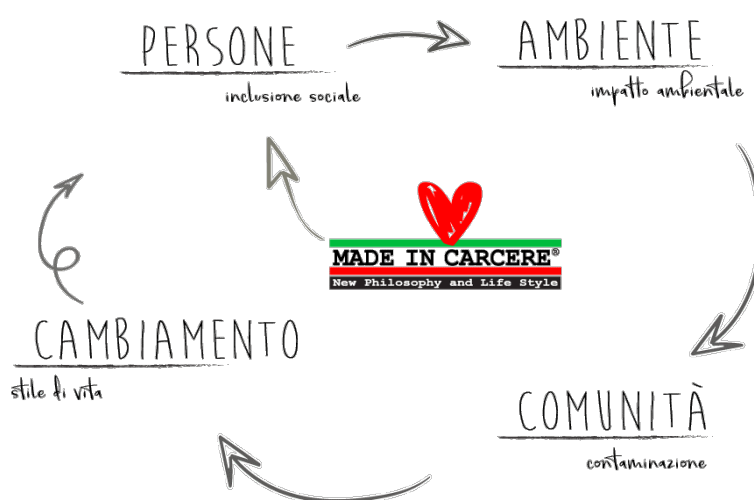 PERSONE
inclusione sociale
AMBIENTE
impatto ambientale
MADE IN CARCERE®
New Philosophy and Life Style
CAMBIAMENTO
stile di vita
COMUNITÀ
contaminazione